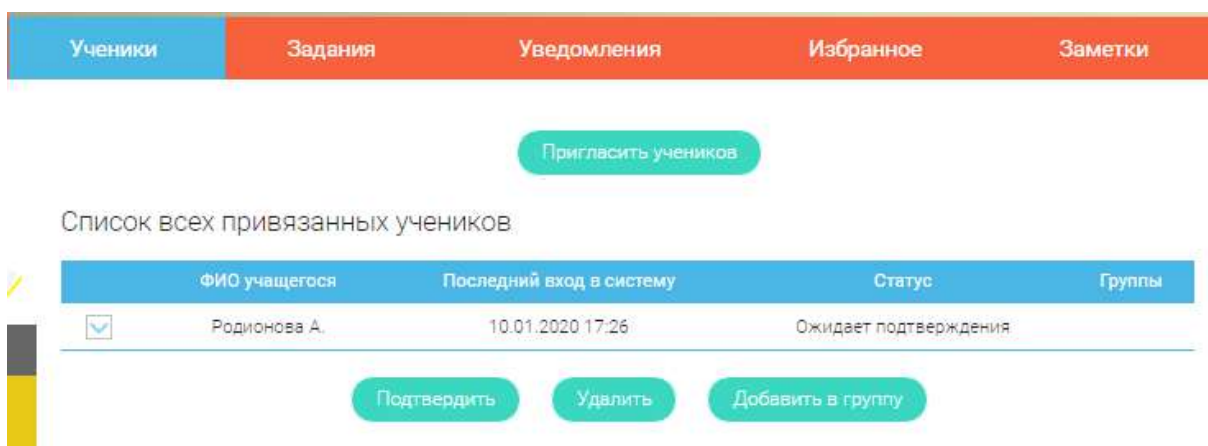 Ученики Задания Уведомления Избранное Заметки
Пригласить учеников
Список всех привязанных учеников
ФИО учащегося Последний вход в систему Статус Группы
Родионова А. 10.01.2020 17:26 Ожидает подтверждения
Подтвердить Удалить Добавить в группу